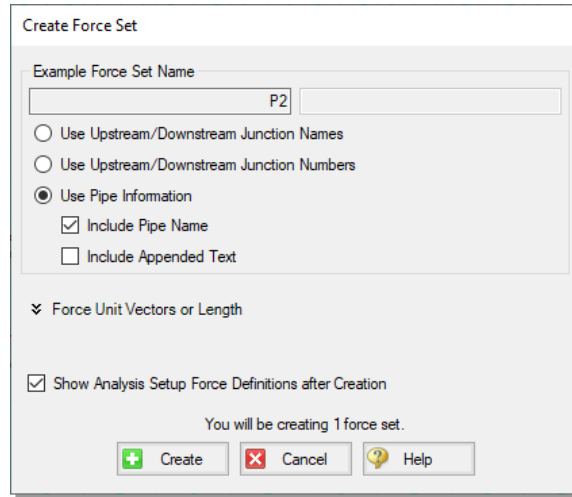 Create Force Set
Example Force Set Name
P2
Use Upstream/Downstream Junction Names
Use Upstream/Downstream Junction Numbers
Use Pipe Information
Include Pipe Name
Include Appended Text
Force Unit Vectors or Length
Show Analysis Setup Force Definitions after Creation
You will be creating 1 force set.
Create Cancel Help